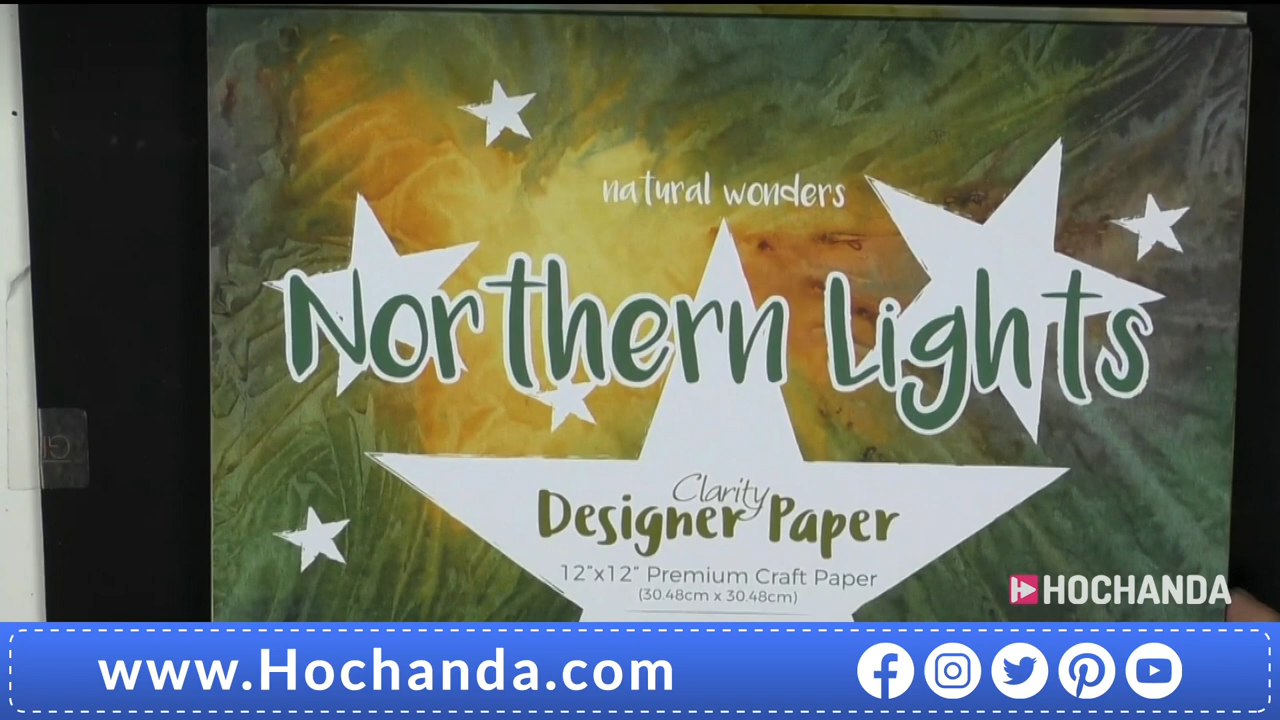 natural wonders
Northern Lights
Clarity
Designer Paper
12"x12" Premium Craft Paper
(30.48cm x 30.48cm)
HOCHANDA
www.Hochanda.com